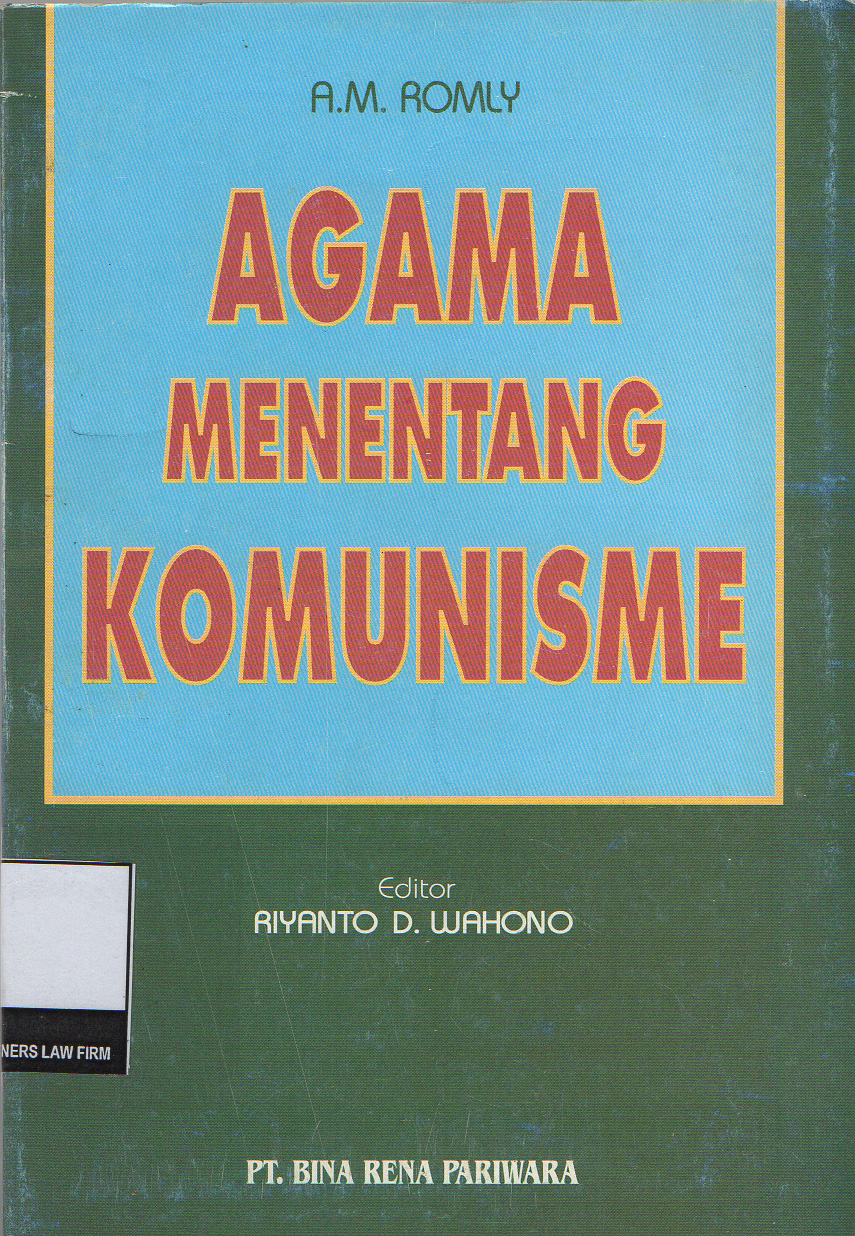 A.M. ROMLY
AGAMA
MENENTANG
KOMUNISME
Editor
RIYANTO D. WAHONO
NERS LAW FIRM
PT. BINA RENA PARIWARA